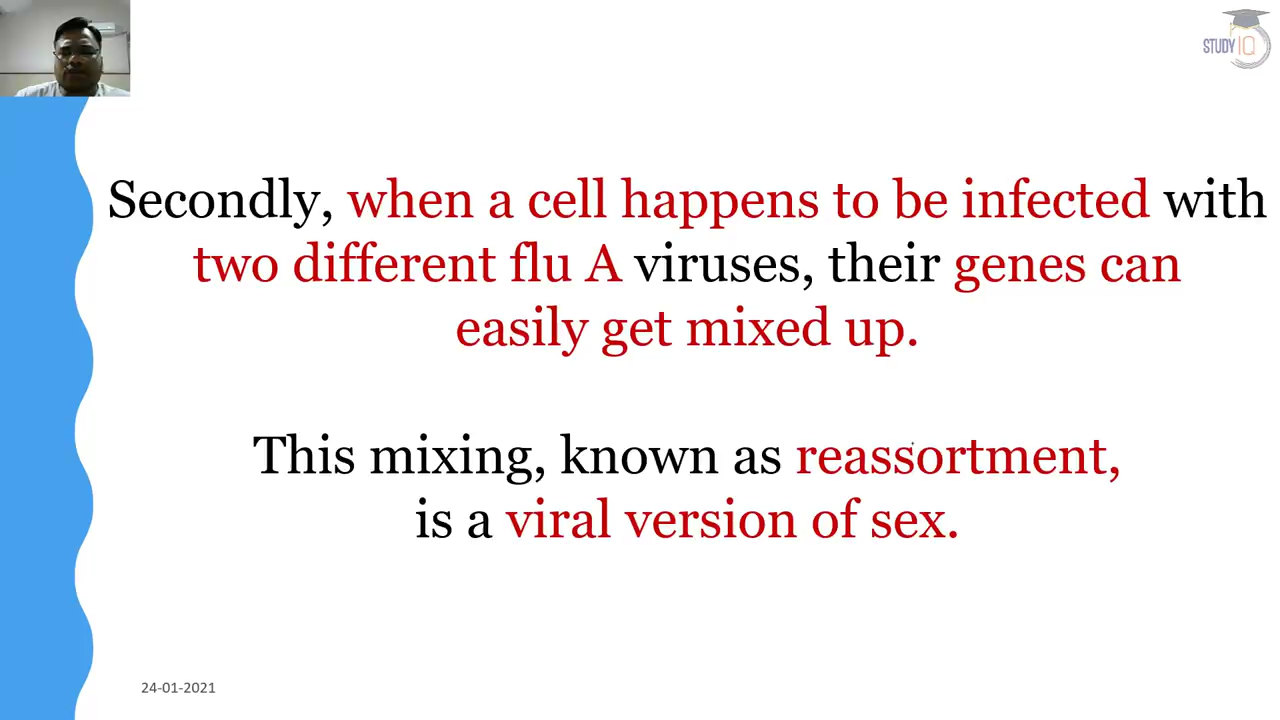 STUDY IQ
Secondly, when a cell happens to be infected with
two different flu A viruses, their genes can
easily get mixed up.
This mixing, known as reassortment,
is a viral version of sex.
24-01-2021